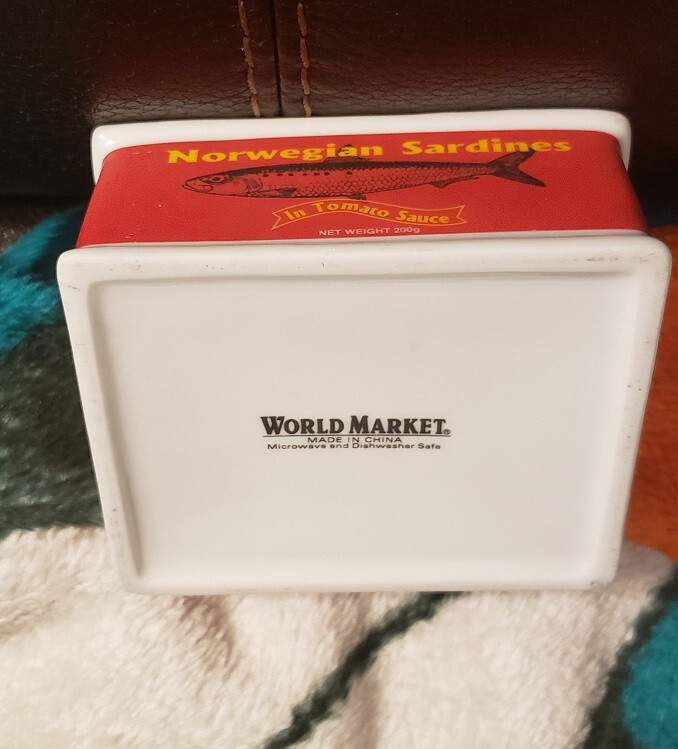 Norwegian Sardines
In Tomato Sauce
NET WEIGHT 200g
WORLD MARKET®
MADE IN CHINA
Microwave and Dishwasher Safe